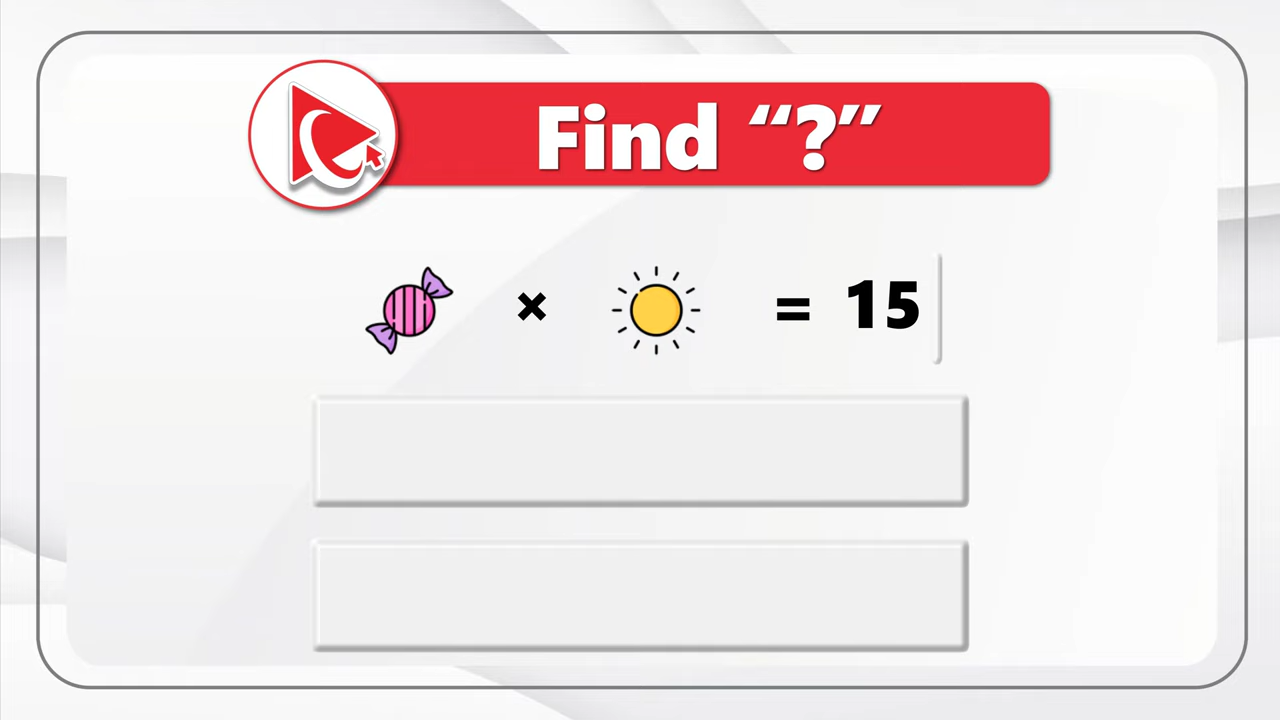 Find “?”
× = 15